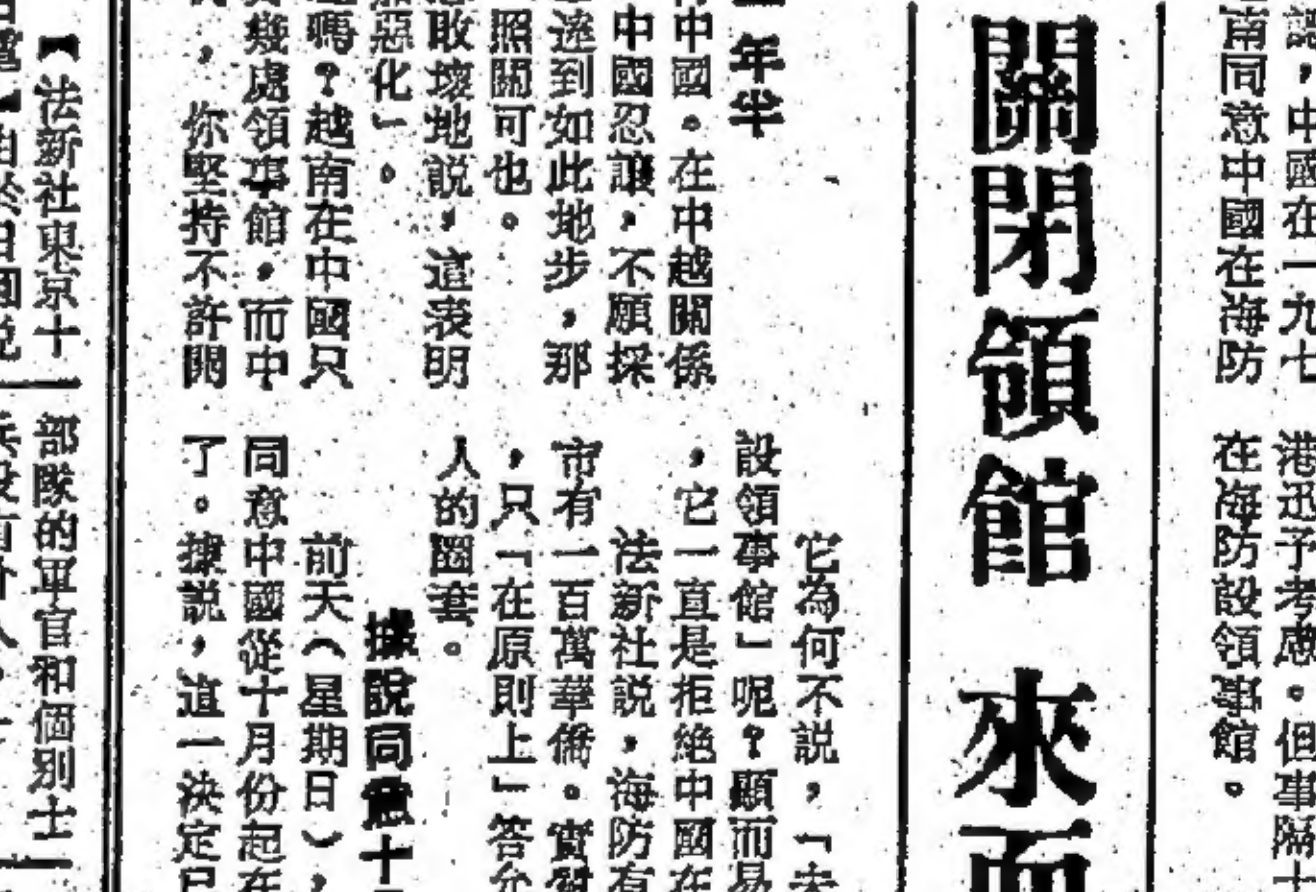 認，中國在一九七
南同意中國在海防
港迅予考慮。但事隔
在海防設領事館。
關閉領館 來
年半
中國。在中越關係
中國忍讓，不願採
遂到如此地步，那
照關可也。
敗壞地說，這表明
惡化」。
嗎？越南在中國只
幾處領事館，而中
，你堅持不許開
它為何不説，「未
設領事館」呢？顯而易
，它一直是拒絕中國在
法新社説，海防有
市有一百萬華僑。實質
，只「在原則上」答允
人的圈套。
據說同意十
前天（星期日），
同意中國從十月份起在
了。據説，這一決定已
【法新社東京十
部隊的軍官和個別士